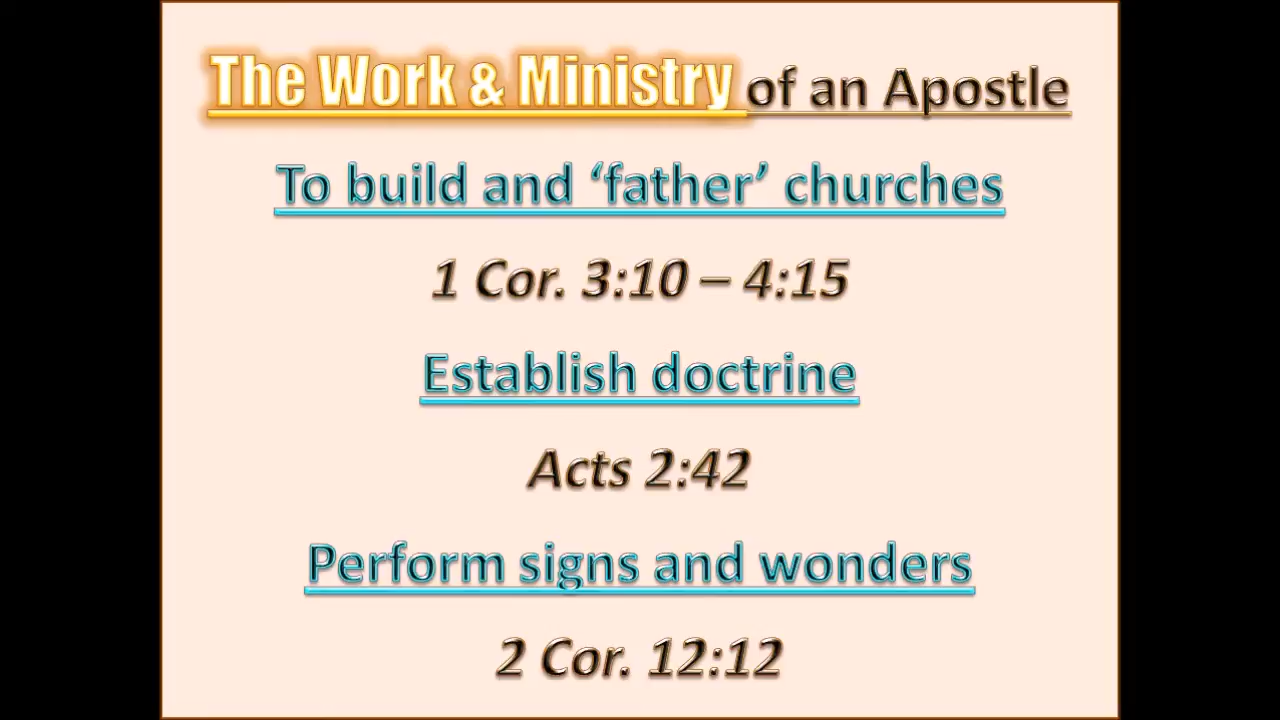 The Work & Ministry of an Apostle
To build and ‘father’ churches
1 Cor. 3:10 – 4:15
Establish doctrine
Acts 2:42
Perform signs and wonders
2 Cor. 12:12